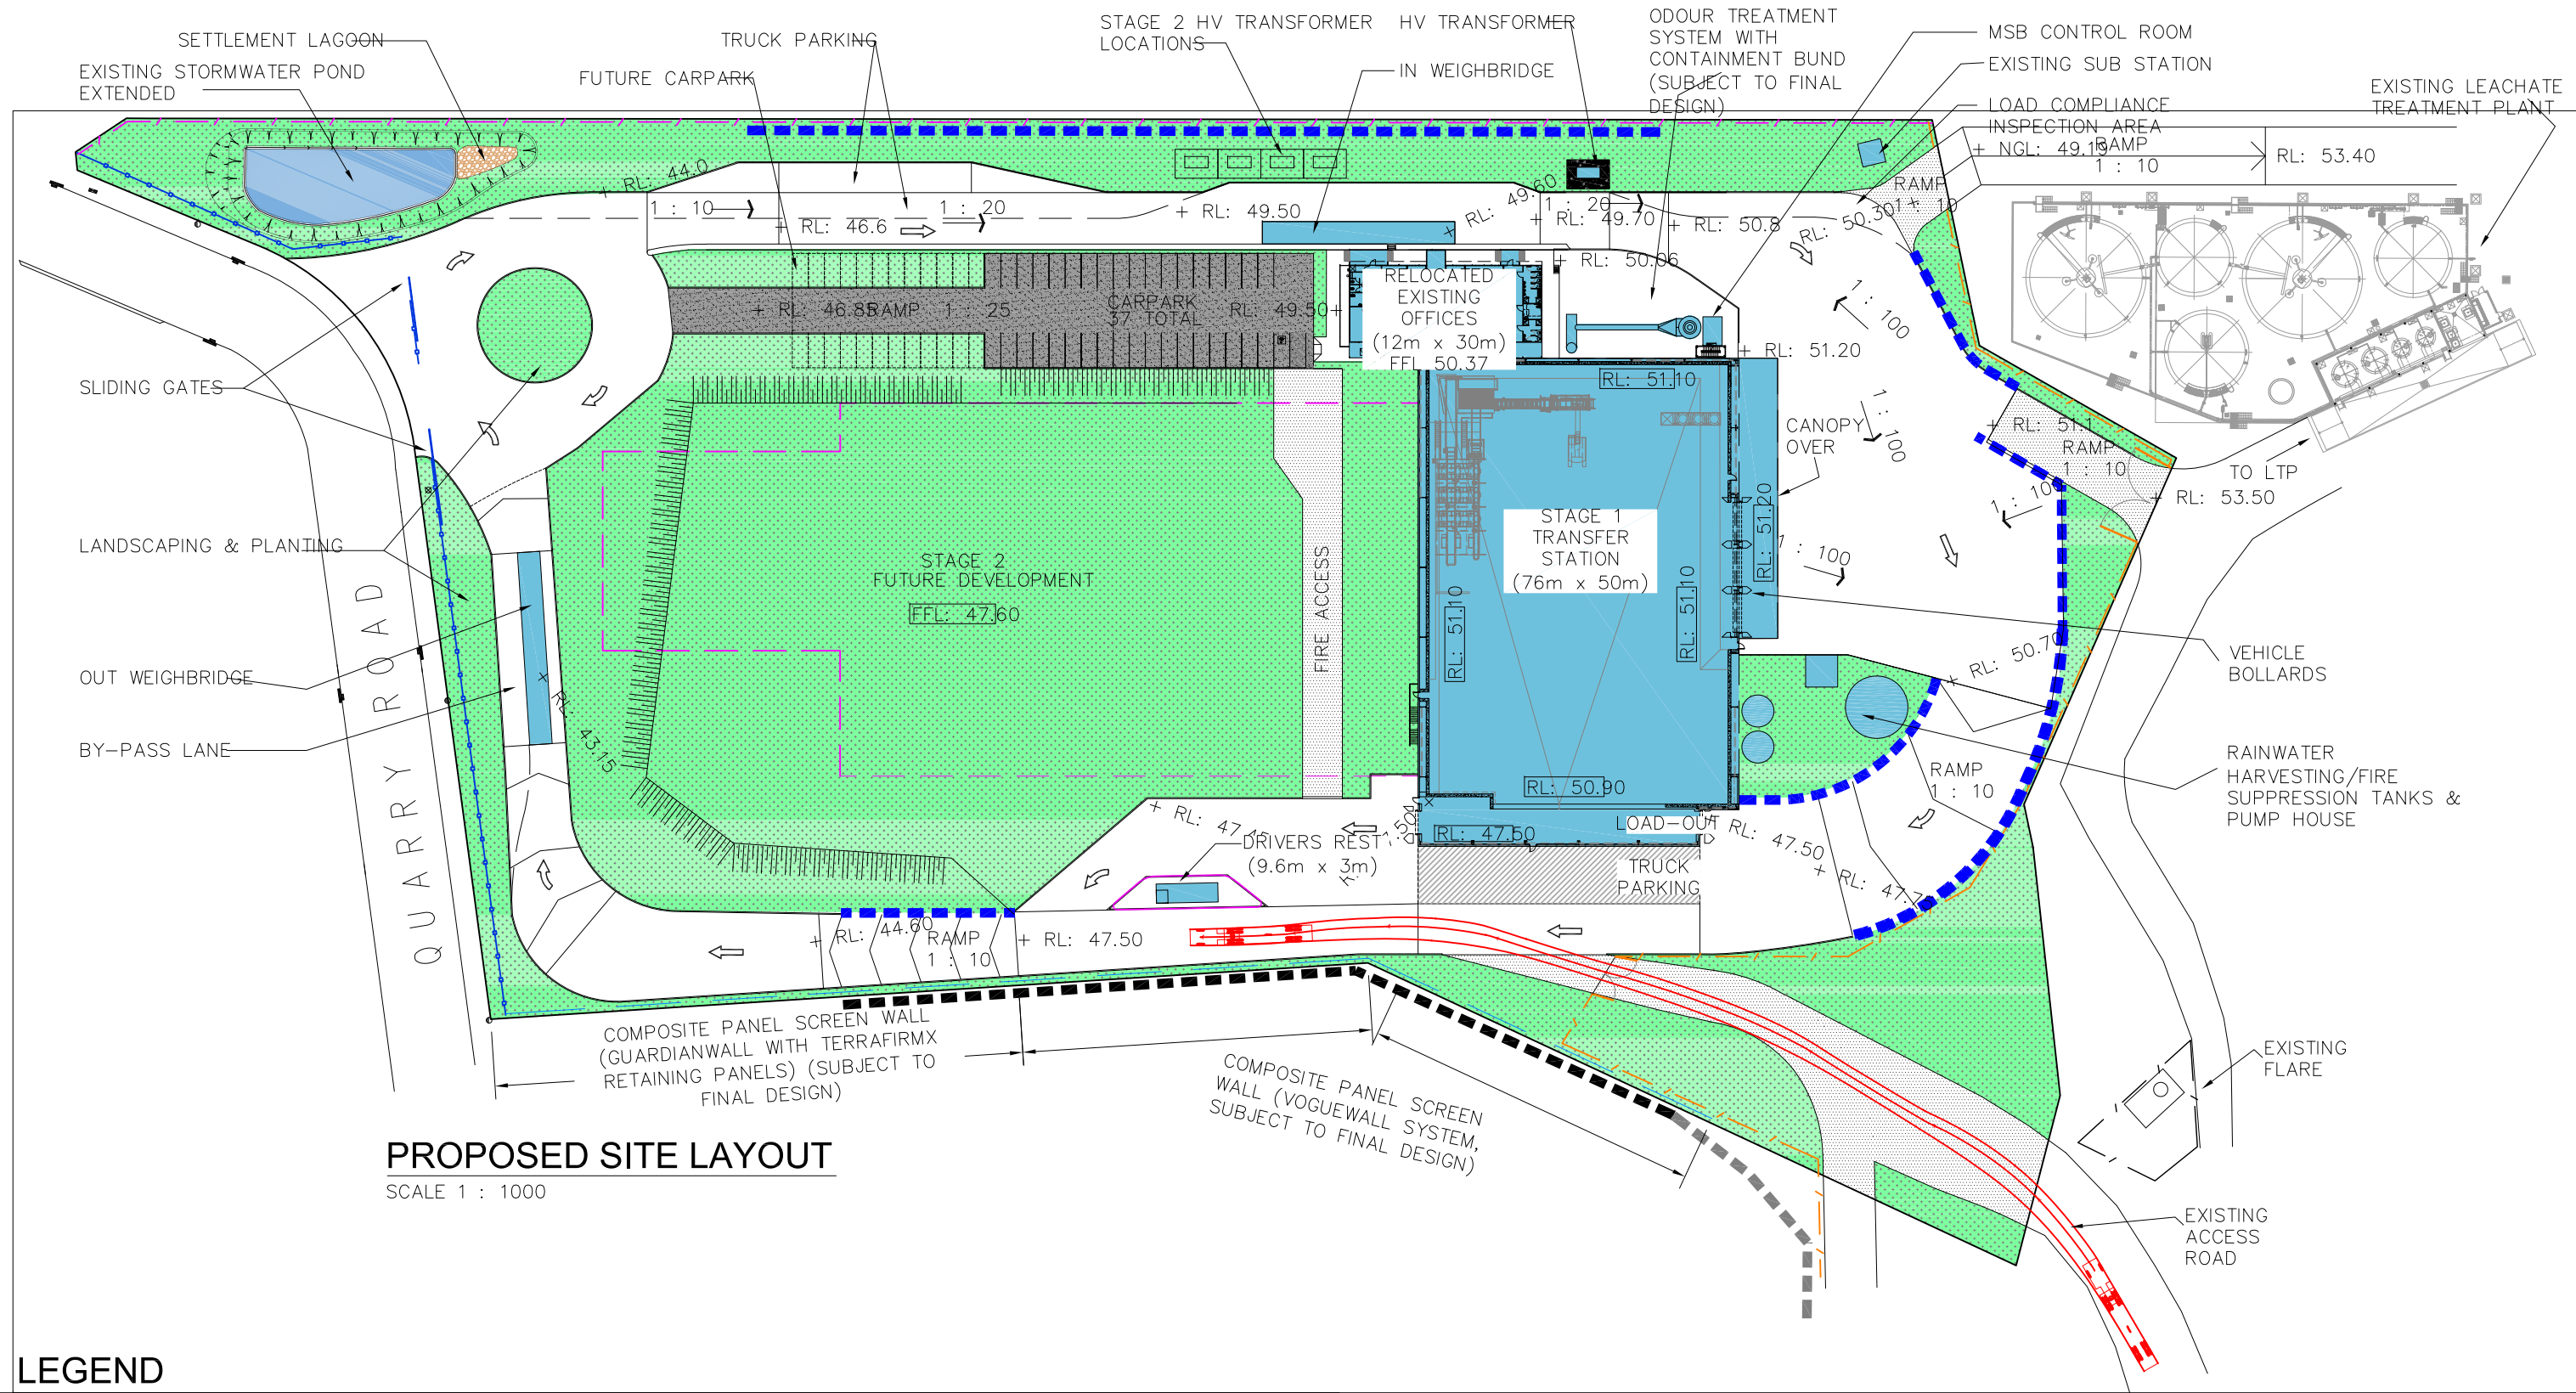 SETTLEMENT LAGOON
EXISTING STORMWATER POND
EXTENDED
TRUCK PARKING
FUTURE CARPARK
STAGE 2 HV TRANSFORMER
LOCATIONS
HV TRANSFORMER
IN WEIGHBRIDGE
ODOUR TREATMENT
SYSTEM WITH
CONTAINMENT BUND
(SUBJECT TO FINAL
DESIGN)
MSB CONTROL ROOM
EXISTING SUB STATION
LOAD COMPLIANCE
INSPECTION AREA
EXISTING LEACHATE
TREATMENT PLANT
+ NGL: 49.19
RAMP
1 : 10
RL: 53.40
RAMP
1 : 10
+ RL: 44.0
1 : 10
+ RL: 46.6
1 : 20
+ RL: 49.50
RL: 49.60
1 : 20
+ RL: 49.70
+ RL: 50.8
RL: 50.30
+ RL: 50.06
+ RL: 46.85
RAMP 1 : 25
CARPARK
37 TOTAL
RL: 49.50+
RELOCATED
EXISTING
OFFICES
(12m x 30m)
FFL 50.37
+ RL: 51.20
1 : 100
1 : 100
1 : 100
1 : 100
RL: 51.10
CANOPY
OVER
+ RL: 51.1
RAMP
1 : 10
TO LTP
+ RL: 53.50
SLIDING GATES
LANDSCAPING & PLANTING
OUT WEIGHBRIDGE
BY-PASS LANE
QUARRY ROAD
RL: 43.15
STAGE 2
FUTURE DEVELOPMENT
FFL: 47.60
FIRE ACCESS
STAGE 1
TRANSFER
STATION
(76m x 50m)
RL: 51.10
RL: 51.10
RL: 51.20
RL: 50.90
+ RL: 50.70
VEHICLE
BOLLARDS
RAINWATER
HARVESTING/FIRE
SUPPRESSION TANKS &
PUMP HOUSE
RAMP
1 : 10
DRIVERS REST
(9.6m x 3m)
RL: 47.50
LOAD-OUT
+ RL: 47.50
TRUCK
PARKING
+ RL: 44.60
RAMP
1 : 10
+ RL: 47.50
COMPOSITE PANEL SCREEN WALL
(GUARDIANWALL WITH TERRAFIRMX
RETAINING PANELS) (SUBJECT TO
FINAL DESIGN)
COMPOSITE PANEL SCREEN
WALL (VOGUEWALL SYSTEM,
SUBJECT TO FINAL DESIGN)
EXISTING
FLARE
EXISTING
ACCESS
ROAD
PROPOSED SITE LAYOUT
SCALE 1 : 1000
LEGEND